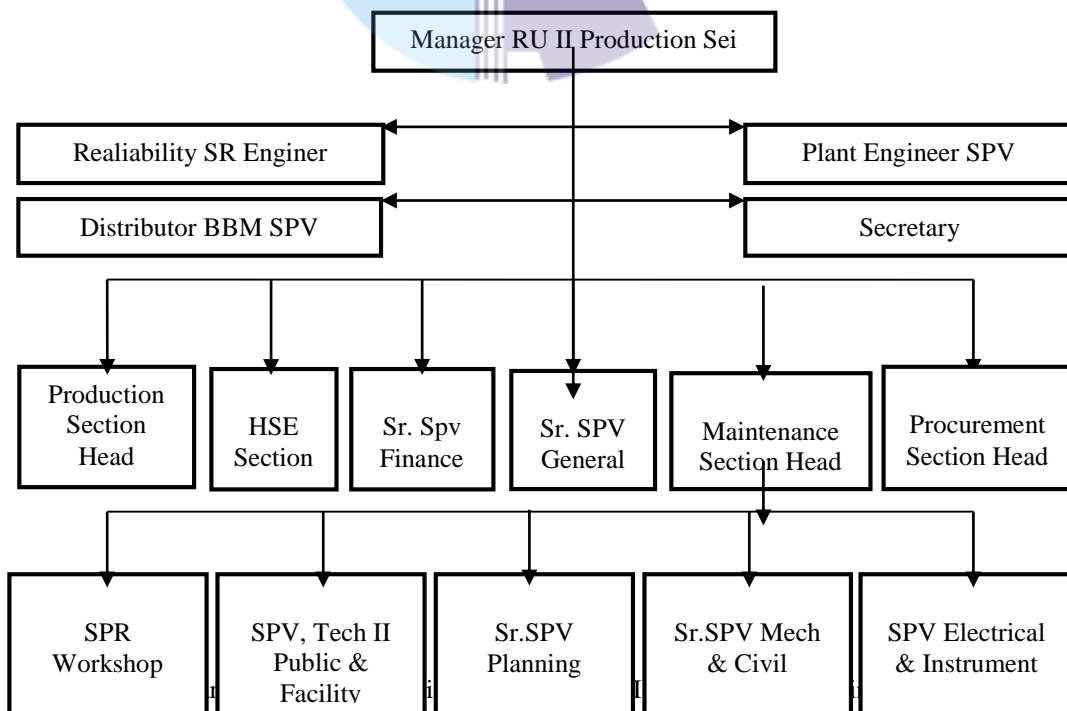 Manager RU II Production Sei
Realiability SR Enginer
Plant Engineer SPV
Distributor BBM SPV
Secretary
Production
Section
Head
HSE
Section
Sr. Spv
Finance
Sr. SPV
General
Maintenance
Section Head
Procurement
Section Head
SPR
Workshop
SPV, Tech II
Public &
Facility
Sr.SPV
Planning
Sr.SPV Mech
& Civil
SPV Electrical
& Instrument